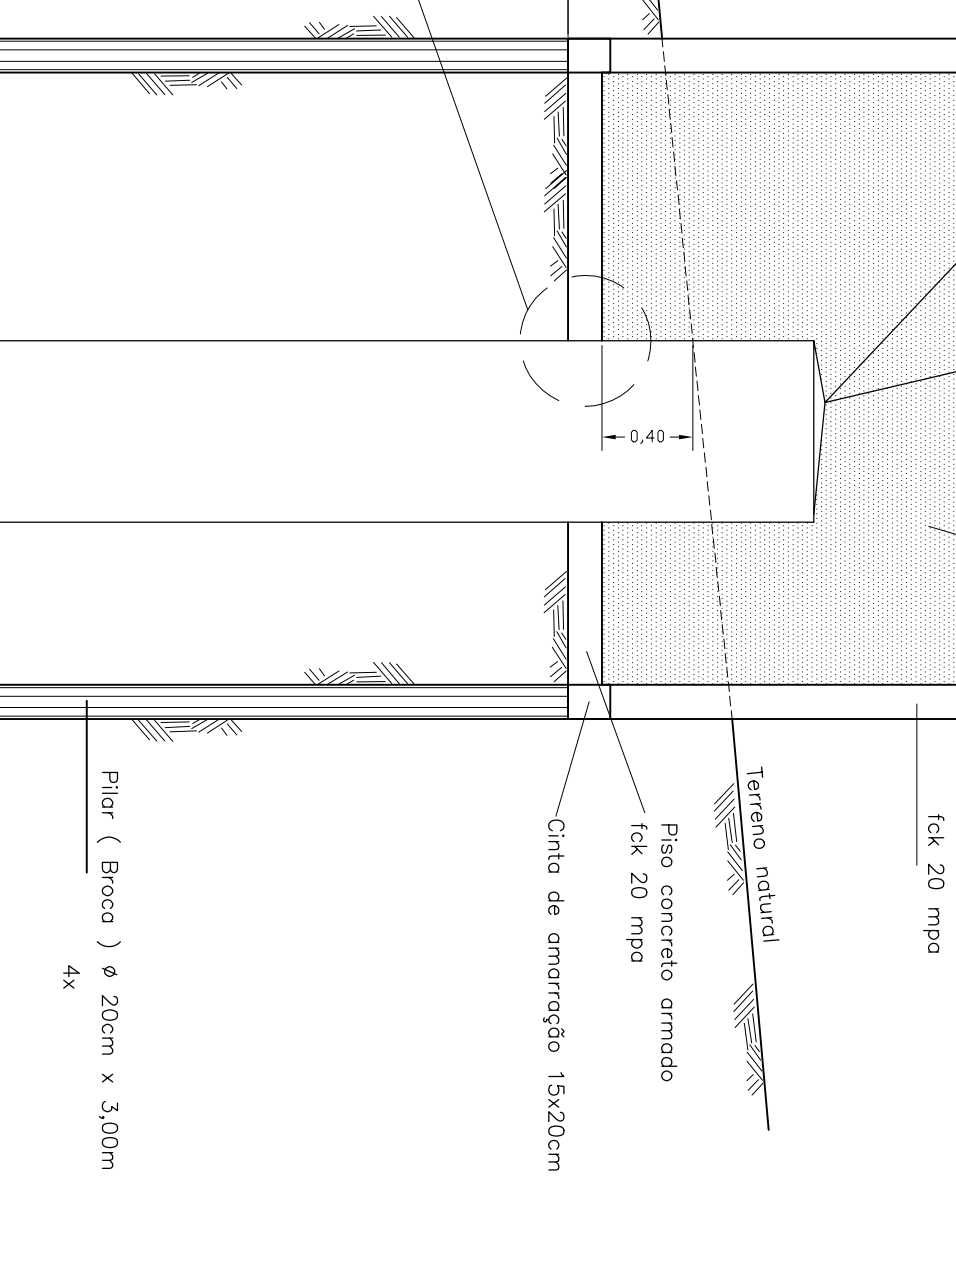 fck 20 mpa
Terreno natural
0,40
Piso concreto armado
fck 20 mpa
Cinta de amarração 15x20cm
Pilar ( Broca ) ø 20cm x 3,00m
4x